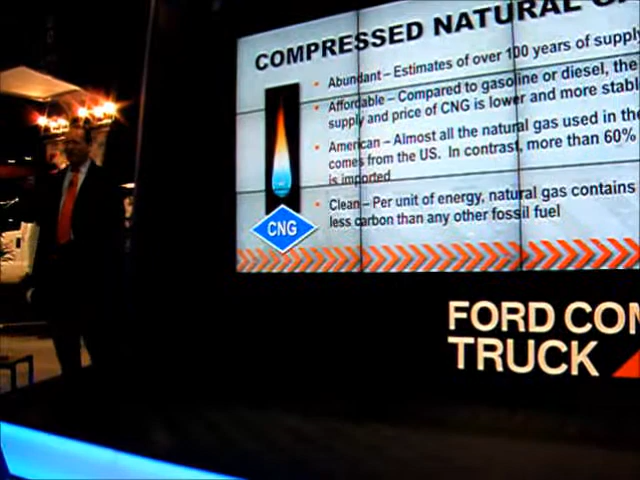 COMPRESSED NATURAL
Abundant – Estimates of over 100 years of supply
Affordable – Compared to gasoline or diesel, the
supply and price of CNG is lower and more
American – Almost all the natural gas used in the
comes from the US. In contrast, more than 60%
is imported
Clean – Per unit of energy, natural gas contains
less carbon than any other fossil fuel
CNG
FORD
TRUCK